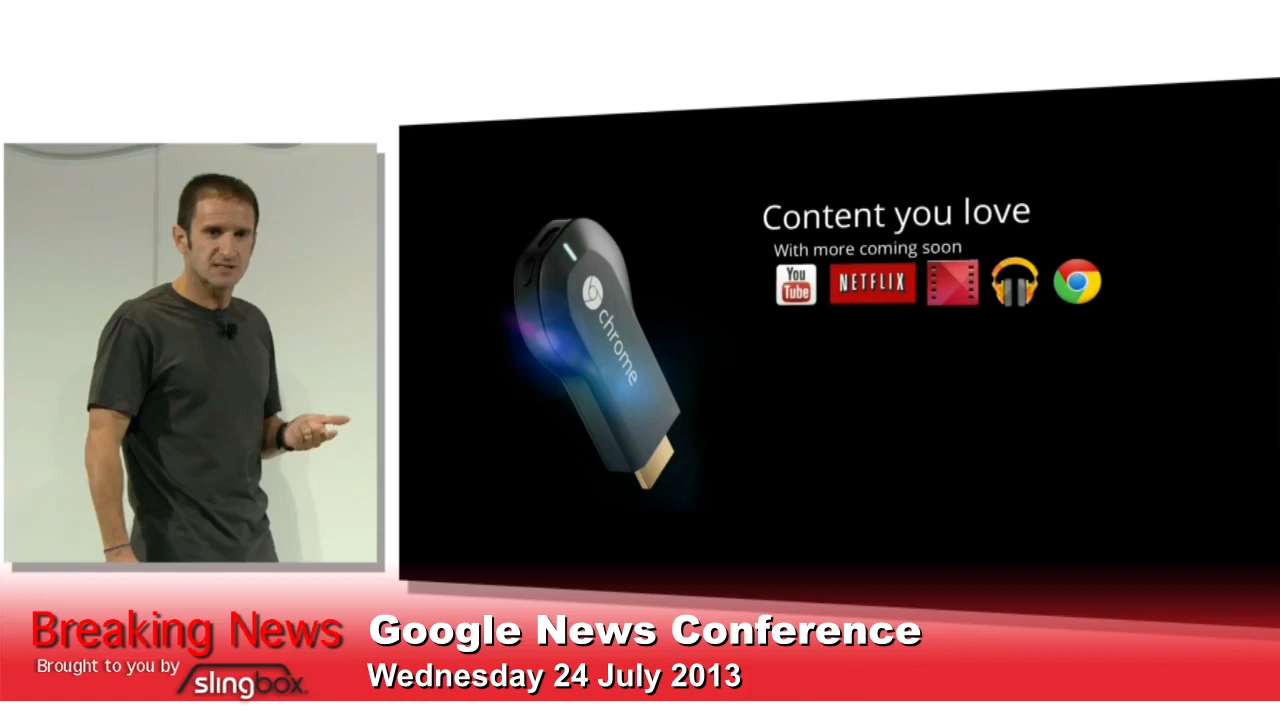 Content you love
With more coming soon
You
Tube
NETFLIX
chrome
Breaking News
Brought to you by
slingbox.
Google News Conference
Wednesday 24 July 2013